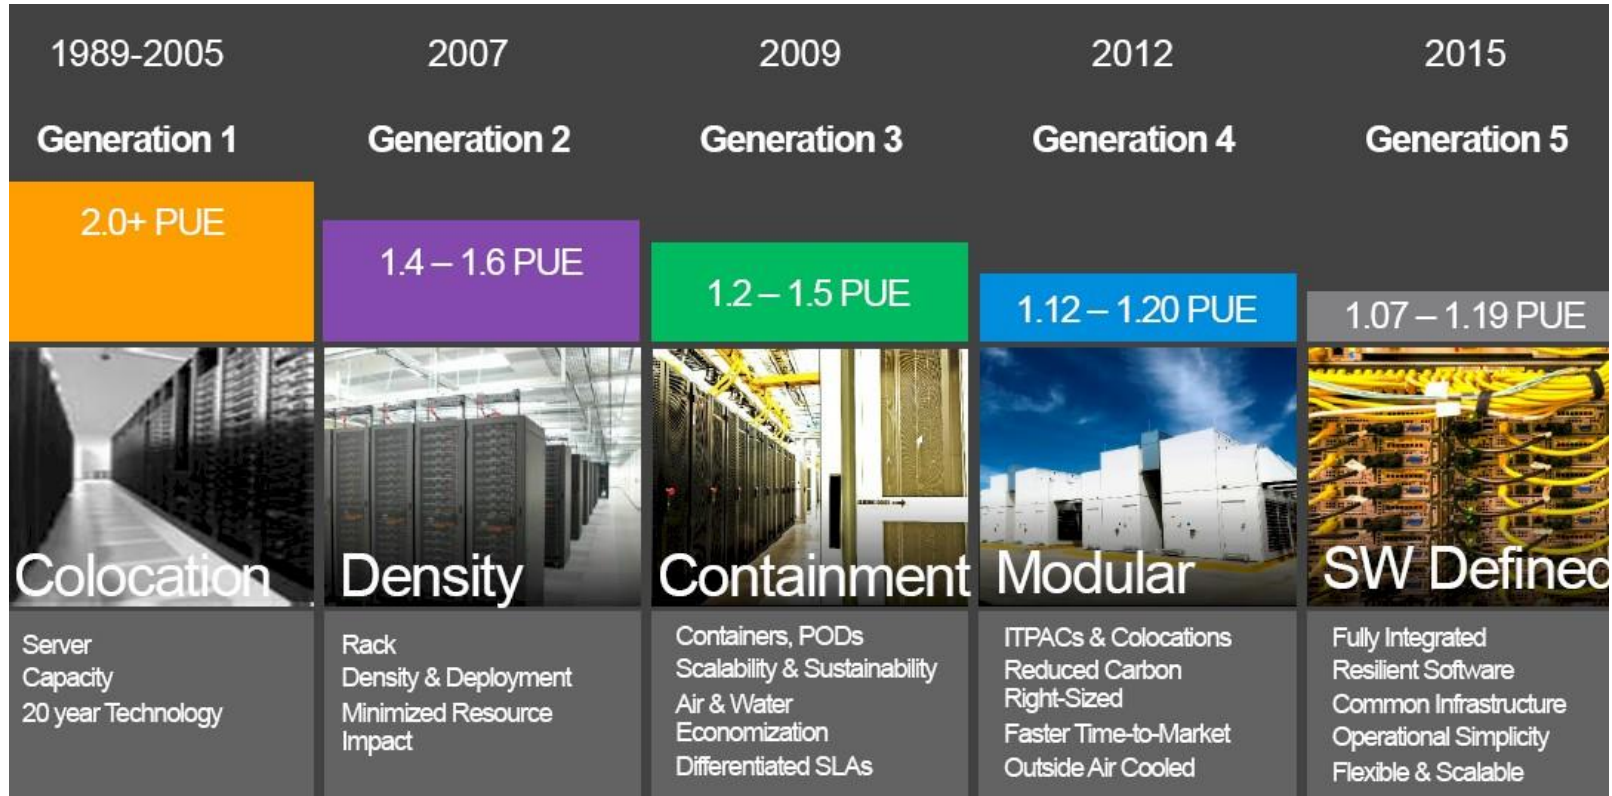 1989-2005
2007
2009
2012
2015
Generation 1
Generation 2
Generation 3
Generation 4
Generation 5
2.0+ PUE
1.4 – 1.6 PUE
1.2 – 1.5 PUE
1.12 – 1.20 PUE
1.07 – 1.19 PUE
Colocation
Density
Containment
Modular
SW Defined
Server
Capacity
20 year Technology
Rack
Density & Deployment
Minimized Resource
Impact
Containers, PODs
Scalability & Sustainability
Air & Water
Economization
Differentiated SLAs
ITPACs & Colocations
Reduced Carbon
Right-Sized
Faster Time-to-Market
Outside Air Cooled
Fully Integrated
Resilient Software
Common Infrastructure
Operational Simplicity
Flexible & Scalable